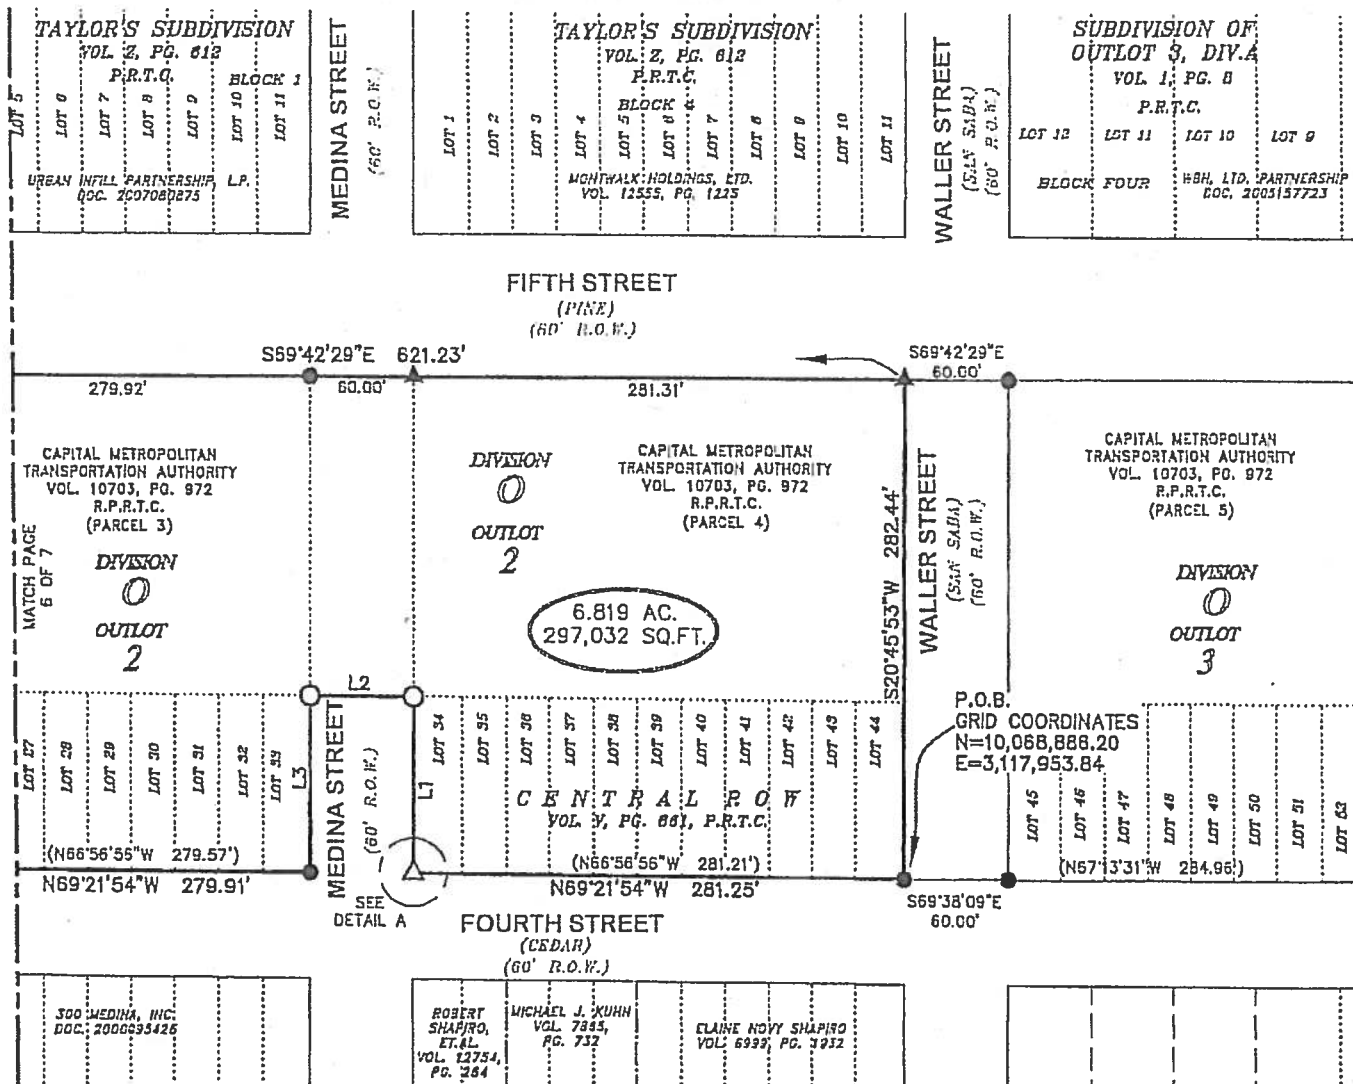 TAYLOR'S SUBDIVISION
VOL. Z, PG. 612
P.R.T.C.
BLOCK 1
LOT 5
LOT 6
LOT 7
LOT 8
LOT 9
LOT 10
LOT 11
URBAN INFILL PARTNERSHIP, L.P.
DOC.
MEDINA STREET
(60' R.O.W.)
TAYLOR'S SUBDIVISION
VOL. Z, PG. 612
P.R.T.C.
BLOCK 4
LOT 1
LOT 2
LOT 3
LOT 4
LOT 5
LOT 6
LOT 7
LOT 8
LOT 9
LOT 10
LOT 11
MONTWALK HOLDINGS, LTD.
VOL. 12555, PG. 1225
WALLER STREET
(SAN SABA)
(60' R.O.W.)
SUBDIVISION OF
OUTLOT 3, DIV.A
VOL. 1, PG. 8
P.R.T.C.
LOT 12
LOT 11
LOT 10
LOT 9
BLOCK FOUR
WBH, LTD. PARTNERSHIP
DOC. 2005157723
FIFTH STREET
(PINE)
(60' R.O.W.)
S69°42'29"E 621.23'
S69°42'29"E
60.00'
279.92'
60.00'
281.31'
CAPITAL METROPOLITAN
TRANSPORTATION AUTHORITY
VOL. 10703, PG. 972
R.P.R.T.C.
(PARCEL 3)
DIVISION
O
OUTLOT
2
MATCH PAGE
6 OF 7
DIVISION
O
OUTLOT
2
CAPITAL METROPOLITAN
TRANSPORTATION AUTHORITY
VOL. 10703, PG. 972
R.P.R.T.C.
(PARCEL 4)
6.819 AC.
297,032 SQ.FT.
S20°45'53"W 282.44'
WALLER STREET
(SAN SABA)
(60' R.O.W.)
CAPITAL METROPOLITAN
TRANSPORTATION AUTHORITY
VOL. 10703, PG. 972
R.P.R.T.C.
(PARCEL 5)
DIVISION
O
OUTLOT
3
P.O.B.
GRID COORDINATES
N=10,068,886.20
E=3,117,953.84
L2
L3
L1
LOT 27
LOT 28
LOT 29
LOT 30
LOT 31
LOT 32
LOT 33
MEDINA STREET
(60' R.O.W.)
LOT 34
LOT 35
LOT 36
LOT 37
LOT 38
LOT 39
LOT 40
LOT 41
LOT 42
LOT 43
LOT 44
CENTRAL ROW
VOL. V, PG. 661, P.R.T.C.
LOT 45
LOT 46
LOT 47
LOT 48
LOT 49
LOT 50
LOT 51
LOT 53
(N66°56'56"W 279.57')
N69°21'54"W 279.91'
(N66°56'56"W 281.21')
N69°21'54"W 281.25'
(N67°13'31"W 284.96')
S69°38'09"E
60.00'
SEE
DETAIL A
FOURTH STREET
(CEDAR)
(60' R.O.W.)
300 MEDINA, INC.
DOC. 2000095426
ROBERT
SHAPIRO,
ET.AL.
VOL. 12754,
PG. 264
MICHAEL J. KUHN
VOL. 7895,
PG. 732
ELAINE NOVY SHAPIRO
VOL. 6999, PG. 1932